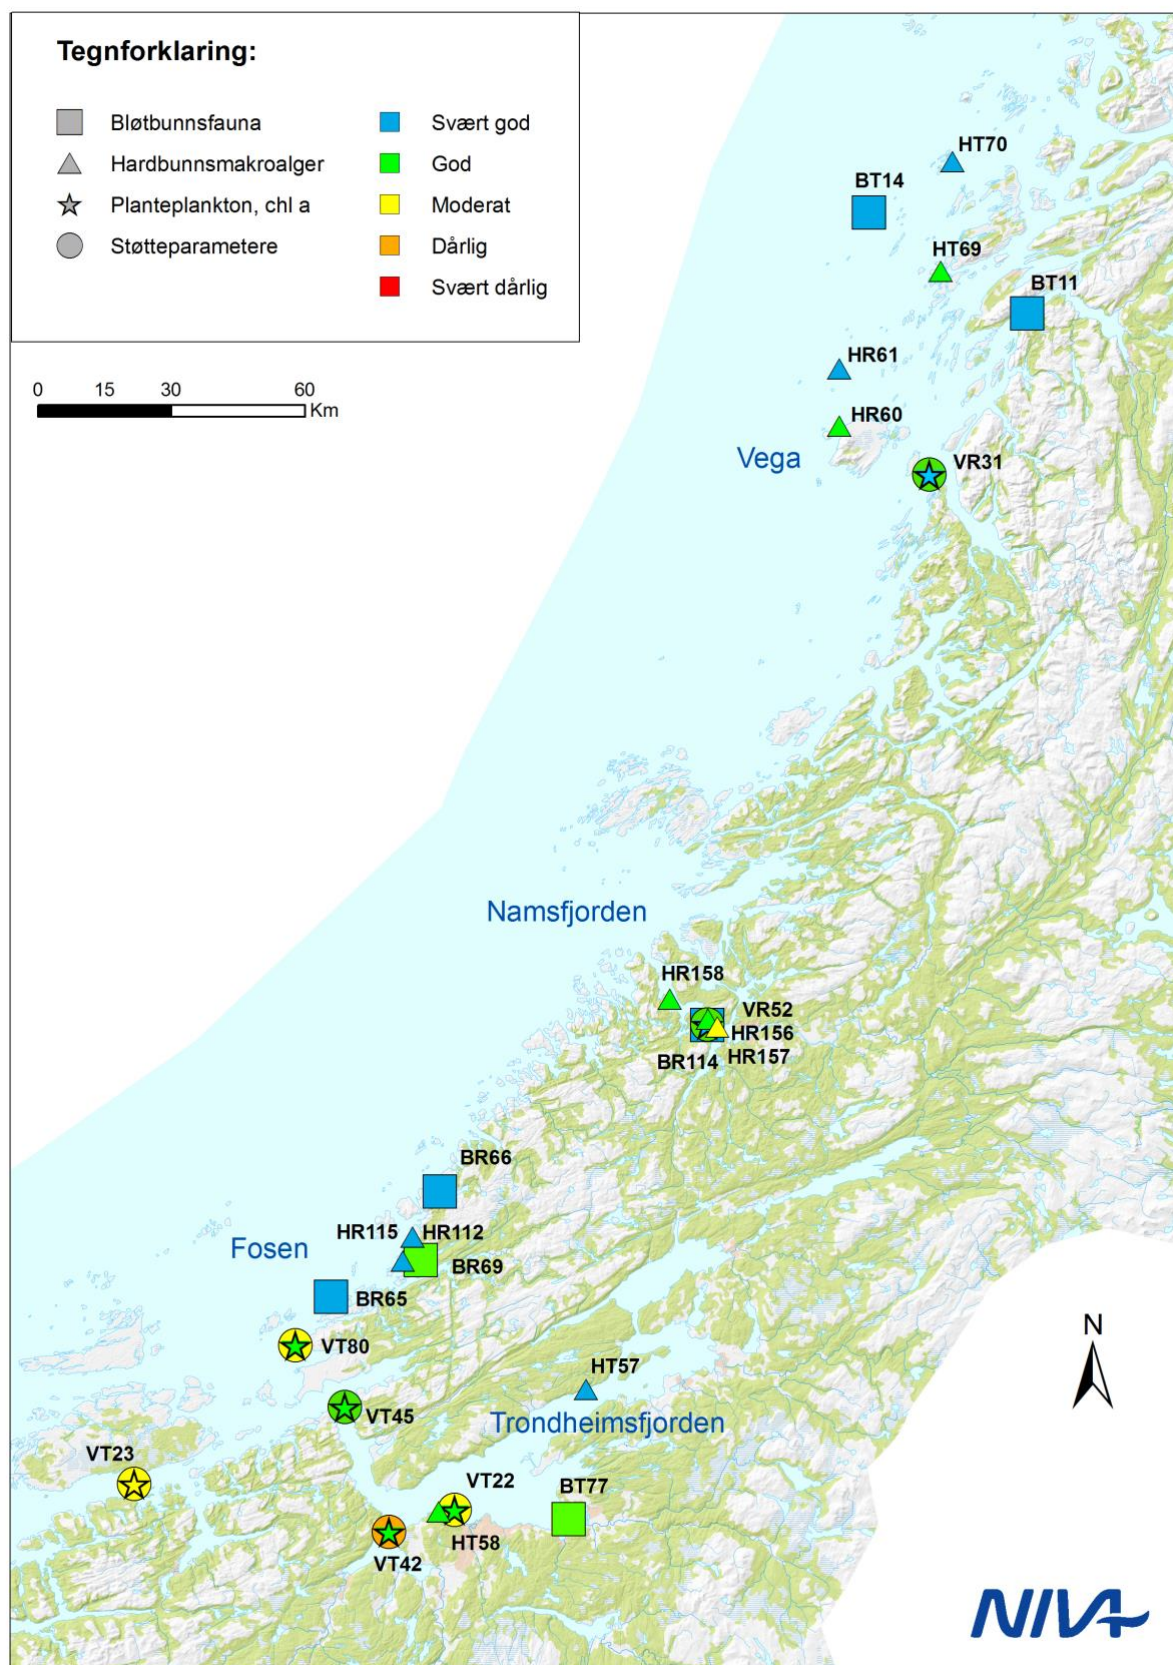 Tegnforklaring:
Bløtbunnsfauna
Svært god
Hardbunnsmakroalger
God
Planteplankton, chl a
Moderat
Støtteparametere
Dårlig
Svært dårlig
0 15 30 60
Km
HT70
BT14
HT69
BT11
HR61
HR60
Vega
VR31
Namsfjorden
HR158
VR52
HR156
HR157
BR114
BR66
HR115
HR112
Fosen
BR69
BR65
VT80
HT57
VT45
Trondheimsfjorden
VT23
VT22
BT77
HT58
VT42
N
NIVA